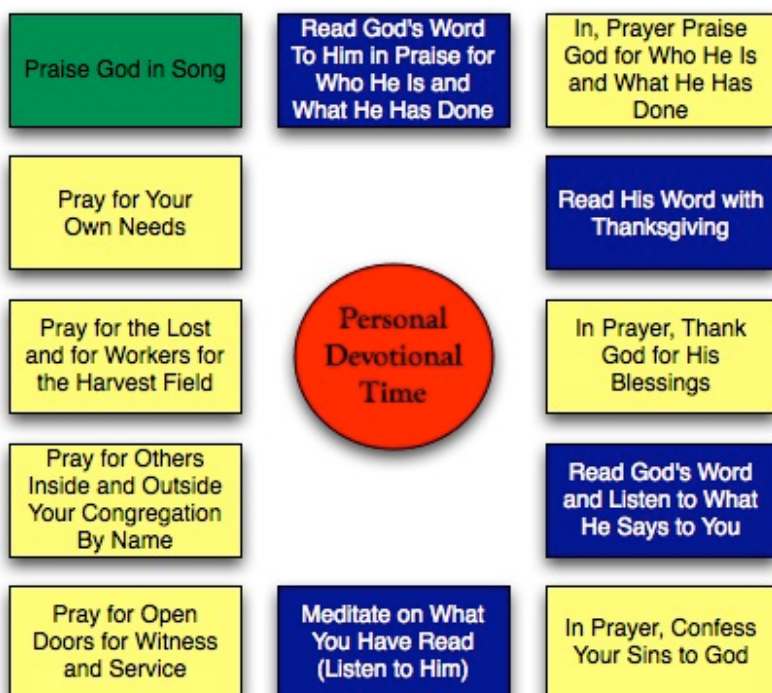 Praise God in Song
Read God's Word
To Him in Praise for
Who He Is and
What He Has Done
In, Prayer Praise
God for Who He Is
and What He Has
Done
Pray for Your
Own Needs
Read His Word with
Thanksgiving
Pray for the Lost
and for Workers for
the Harvest Field
Personal
Devotional
Time
In Prayer, Thank
God for His
Blessings
Pray for Others
Inside and Outside
Your Congregation
By Name
Read God's Word
and Listen to What
He Says to You
Pray for Open
Doors for Witness
and Service
Meditate on What
You Have Read
(Listen to Him)
In Prayer, Confess
Your Sins to God